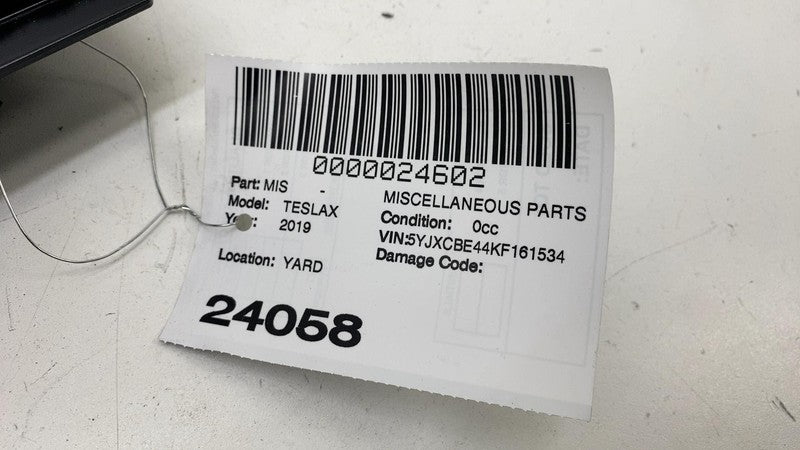 0000024602
Part: MIS - MISCELLANEOUS PARTS
Model: TESLAX Condition: 0cc
2019 VIN:5YJXCBE44KF161534
Location: YARD Damage Code:
24058